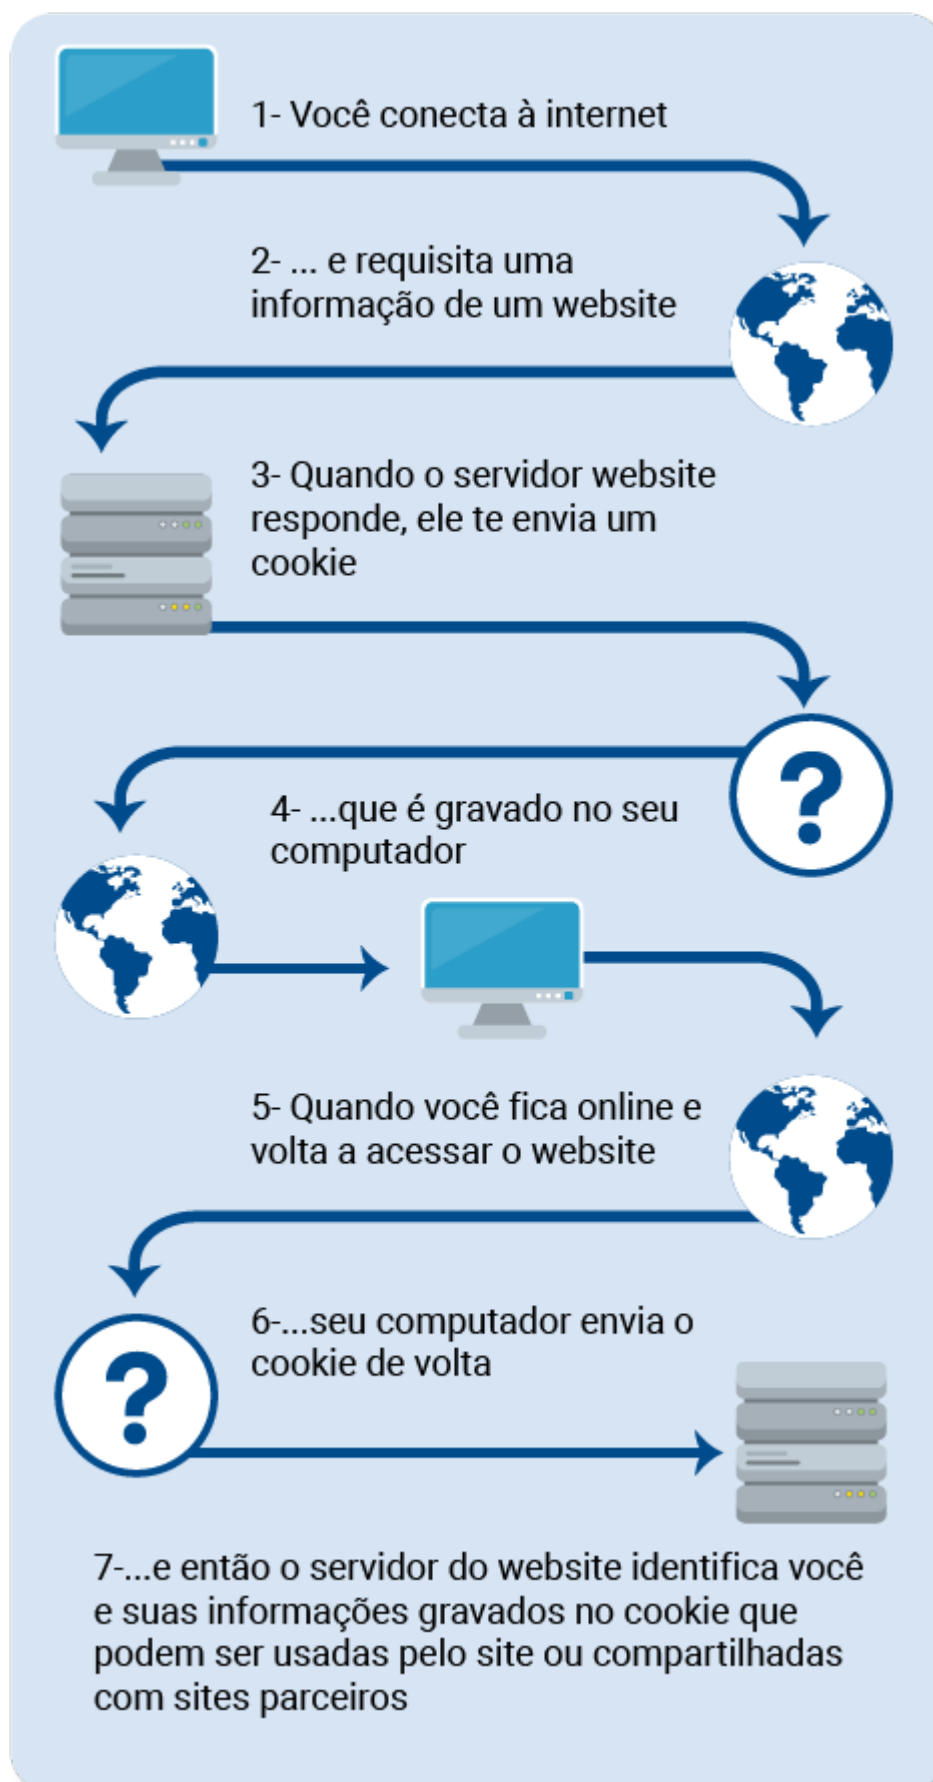 1- Você conecta à internet
2- ... e requisita uma
informação de um website
3- Quando o servidor website
responde, ele te envia um
cookie
?
4- ...que é gravado no seu
computador
5- Quando você fica online e
volta a acessar o website
6-...seu computador envia o
cookie de volta
?
7-...e então o servidor do website identifica você
e suas informações gravados no cookie que
podem ser usadas pelo site ou compartilhadas
com sites parceiros